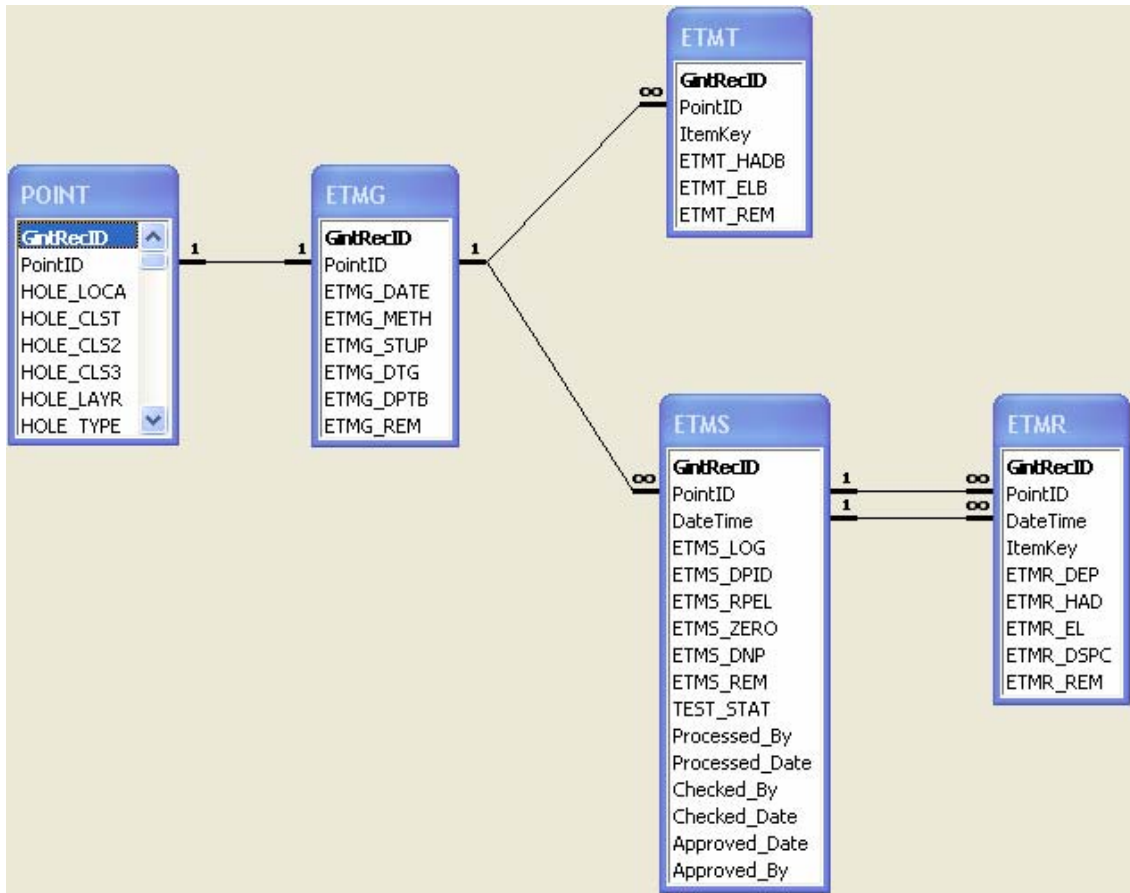 POINT
GintRecID
PointID
HOLE_LOCA
HOLE_CLST
HOLE_CLS2
HOLE_CLS3
HOLE_LAYR
HOLE_TYPE
1
1
ETMG
GintRecID
PointID
ETMG_DATE
ETMG_METH
ETMG_STUP
ETMG_DTG
ETMG_DPTB
ETMG_REM
1
∞
ETMT
GintRecID
PointID
ItemKey
ETMT_HADB
ETMT_ELB
ETMT_REM
∞
ETMS
GintRecID
PointID
DateTime
ETMS_LOG
ETMS_DPID
ETMS_RPEL
ETMS_ZERO
ETMS_DNP
ETMS_REM
TEST_STAT
Processed_By
Processed_Date
Checked_By
Checked_Date
Approved_Date
Approved_By
1
∞
1
∞
ETMR
GintRecID
PointID
DateTime
ItemKey
ETMR_DEP
ETMR_HAD
ETMR_EL
ETMR_DSPC
ETMR_REM